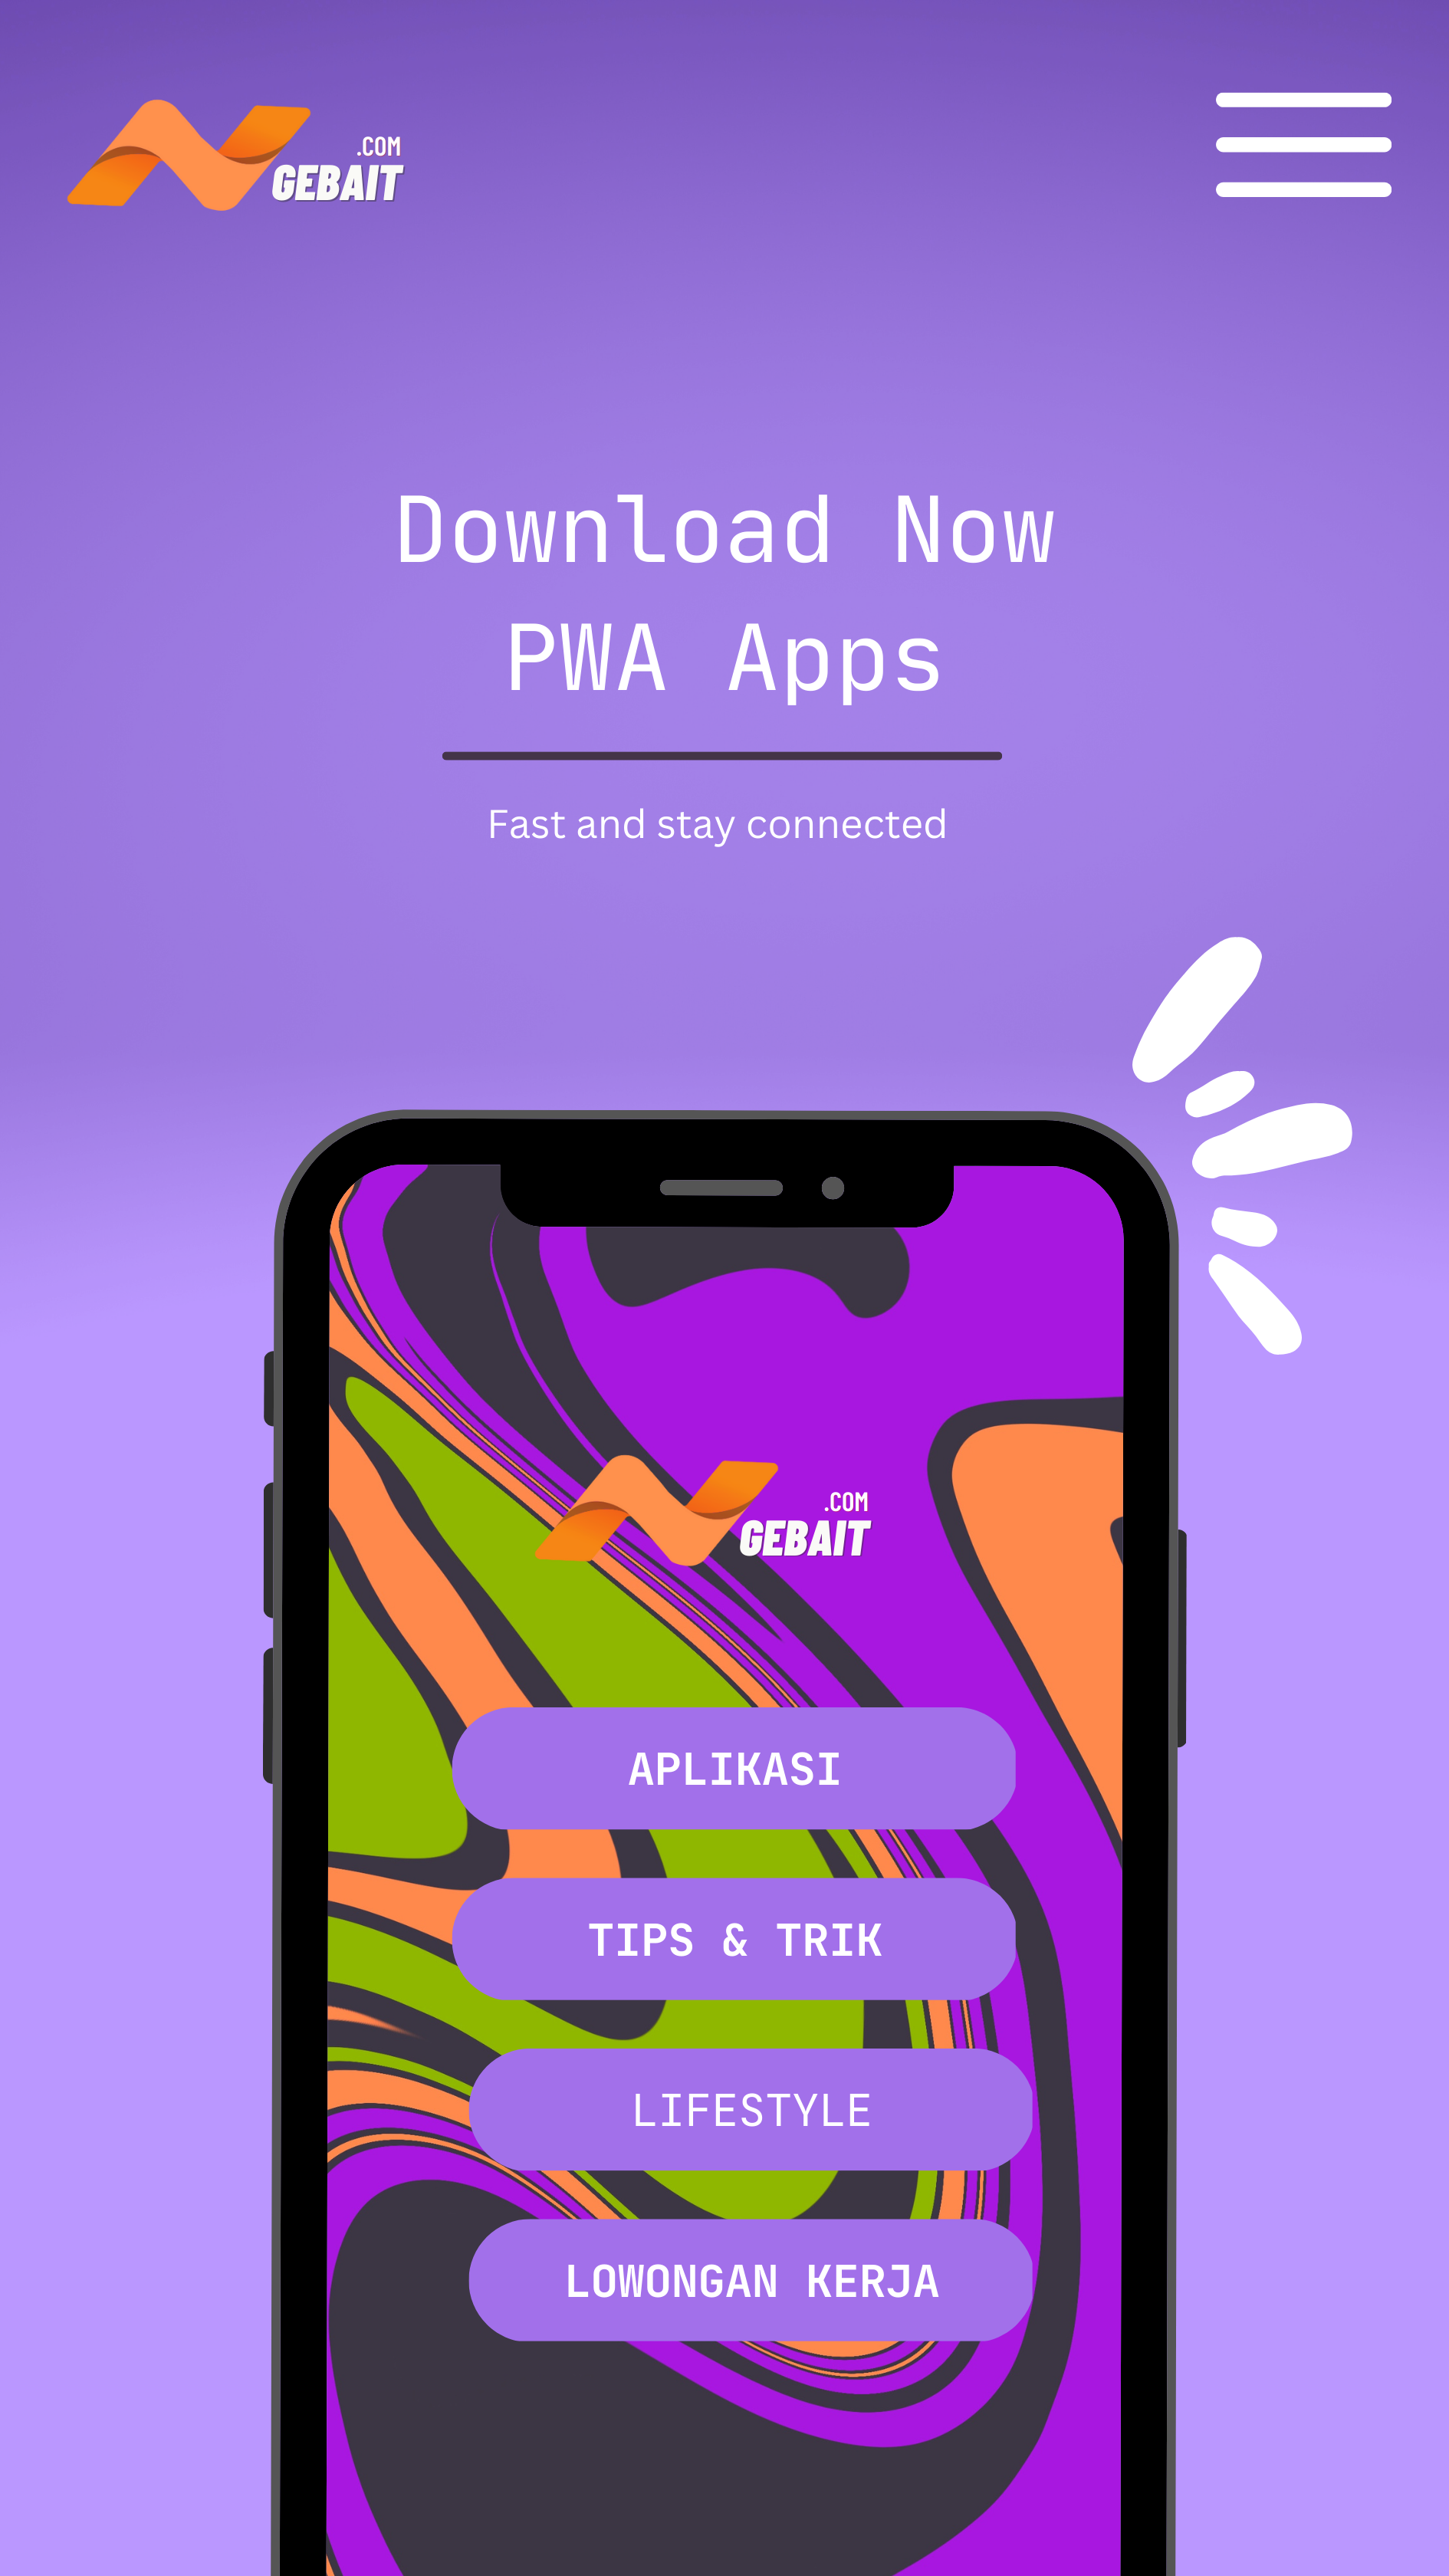 .COM
GEBAIT
Download Now
PWA Apps
Fast and stay connected
.COM
GEBAIT
APLIKASI
TIPS & TRIK
LIFESTYLE
LOWONGAN KERJA